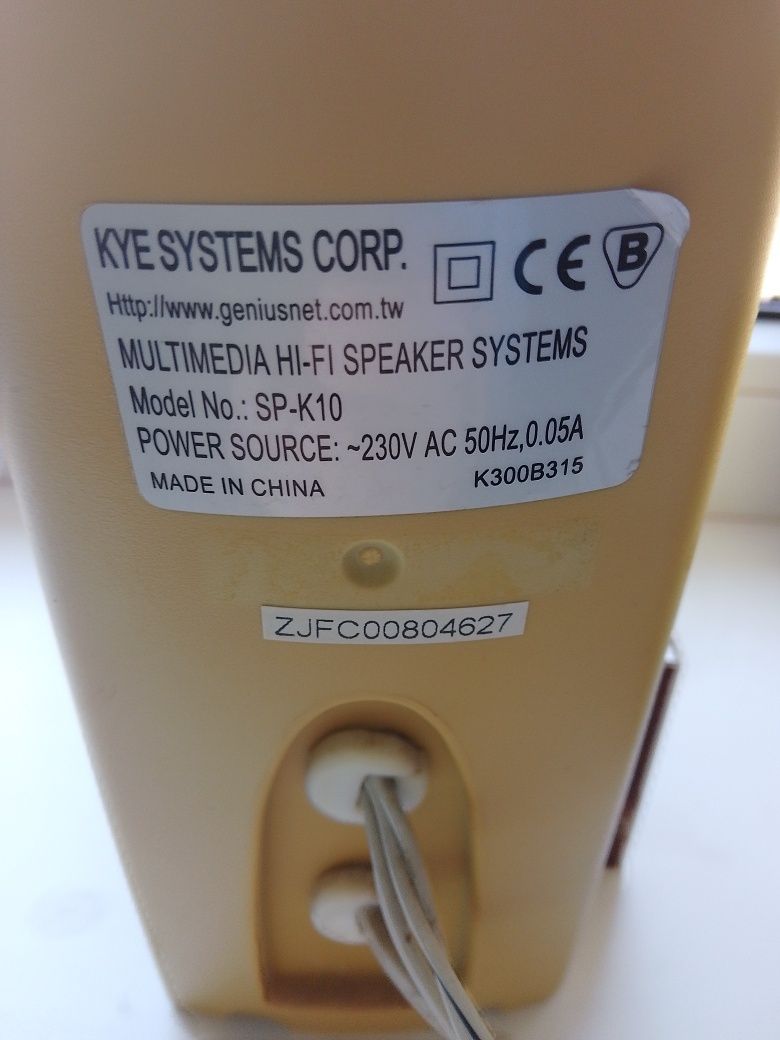 KYE SYSTEMS CORP.
CE B
Http://www.geniusnet.com.tw
MULTIMEDIA HI-FI SPEAKER SYSTEMS
Model No.: SP-K10
POWER SOURCE: ~230V AC 50Hz,0.05A
MADE IN CHINA K300B315
ZJFC00804627